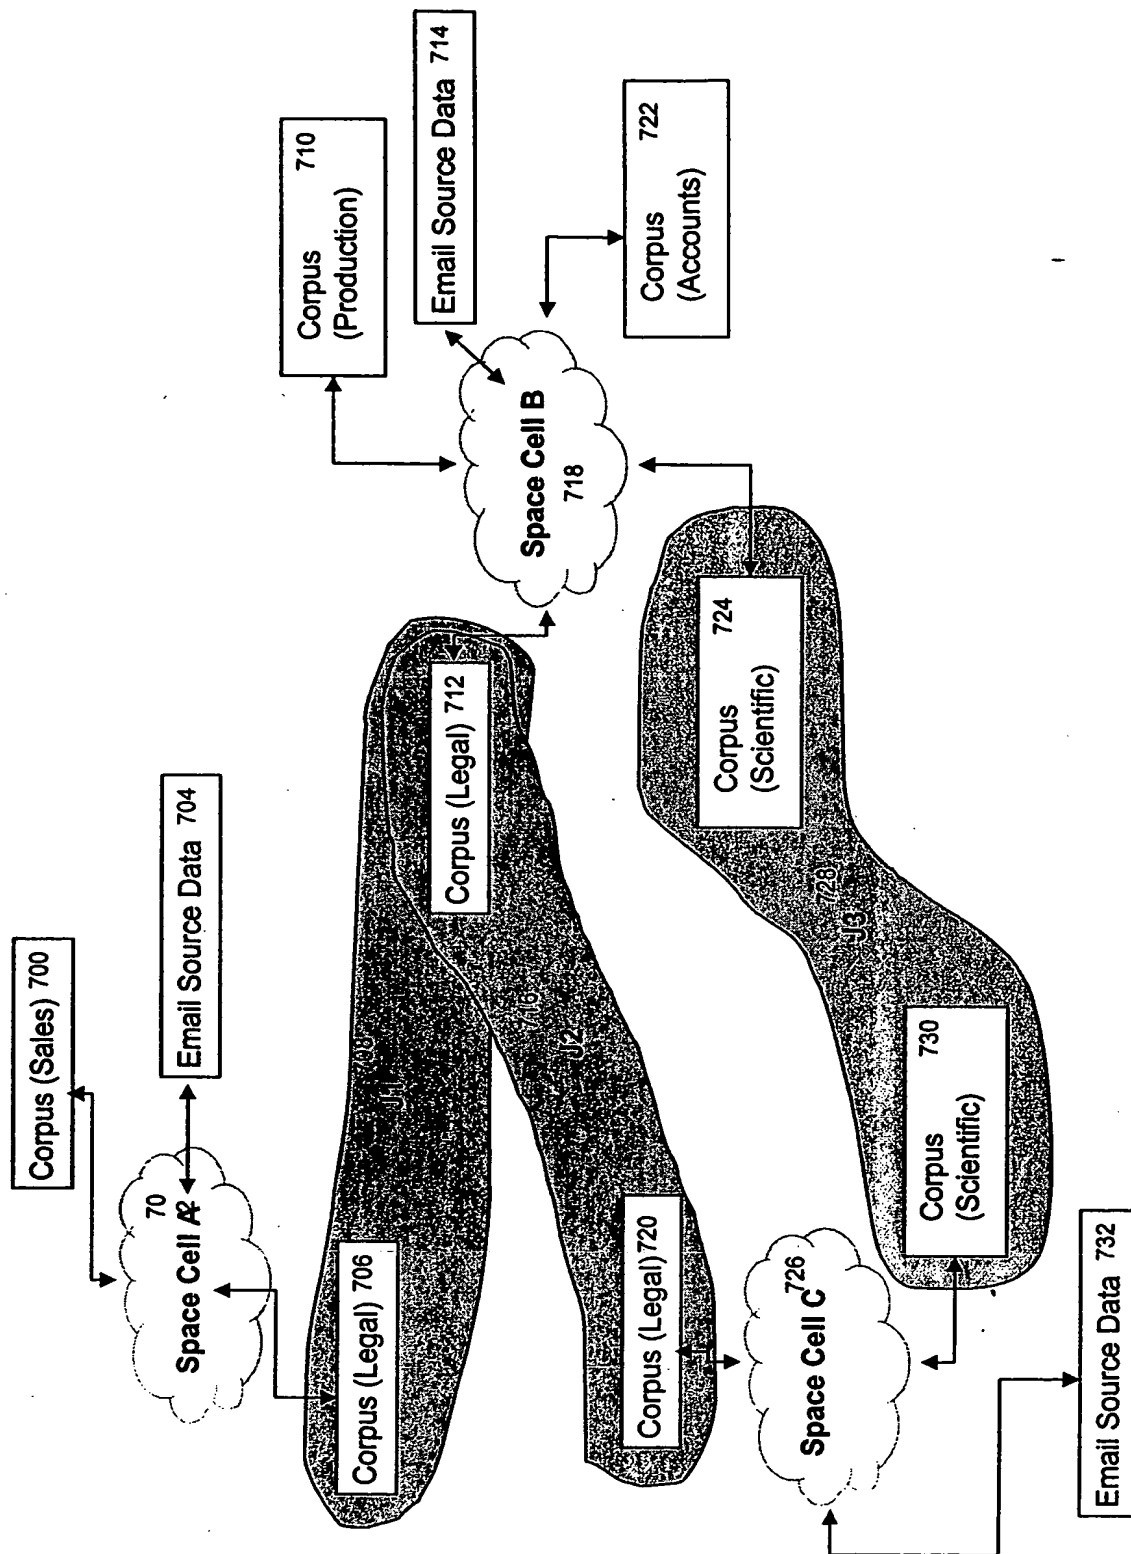 Corpus (Sales) 700
Email Source Data 704
70
Space Cell A2
Corpus (Legal) 706
J1
Corpus (Legal) 712
716
J2
Corpus (Legal) 720
Corpus
(Production)
710
Email Source Data 714
Space Cell B
718
Corpus
(Accounts)
722
Corpus
(Scientific)
724
728
J3
Corpus
(Scientific)
730
726
Space Cell C
Email Source Data 732